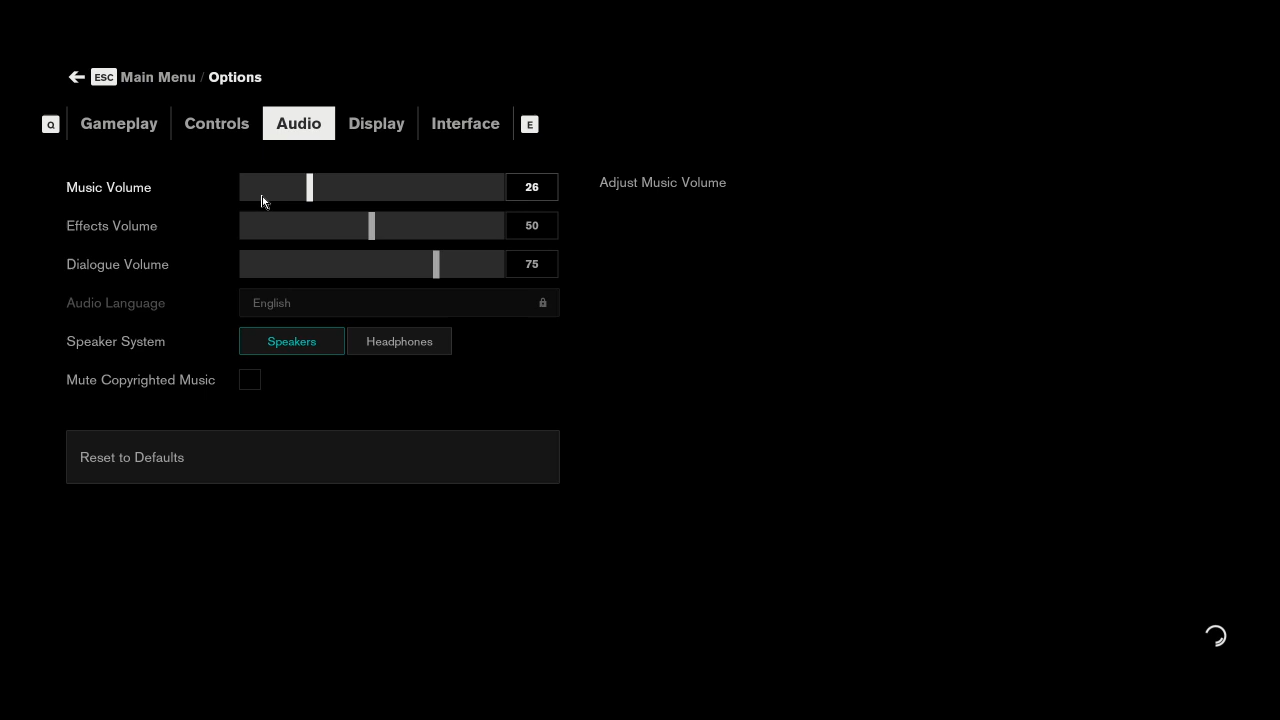 ESC Main Menu / Options
Q Gameplay Controls Audio Display Interface E
Music Volume 26 Adjust Music Volume
Effects Volume 50
Dialogue Volume 75
Audio Language English
Speaker System Speakers Headphones
Mute Copyrighted Music
Reset to Defaults